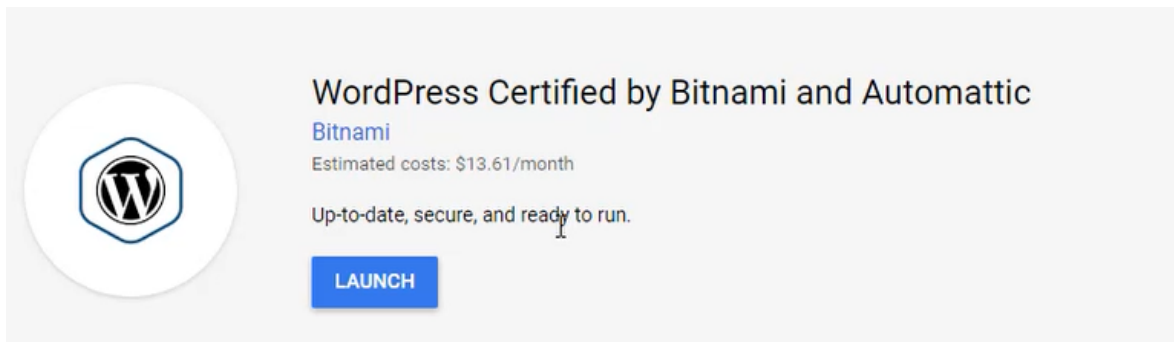 WordPress Certified by Bitnami and Automattic
Bitnami
Estimated costs: $13.61/month
Up-to-date, secure, and ready to run.
LAUNCH